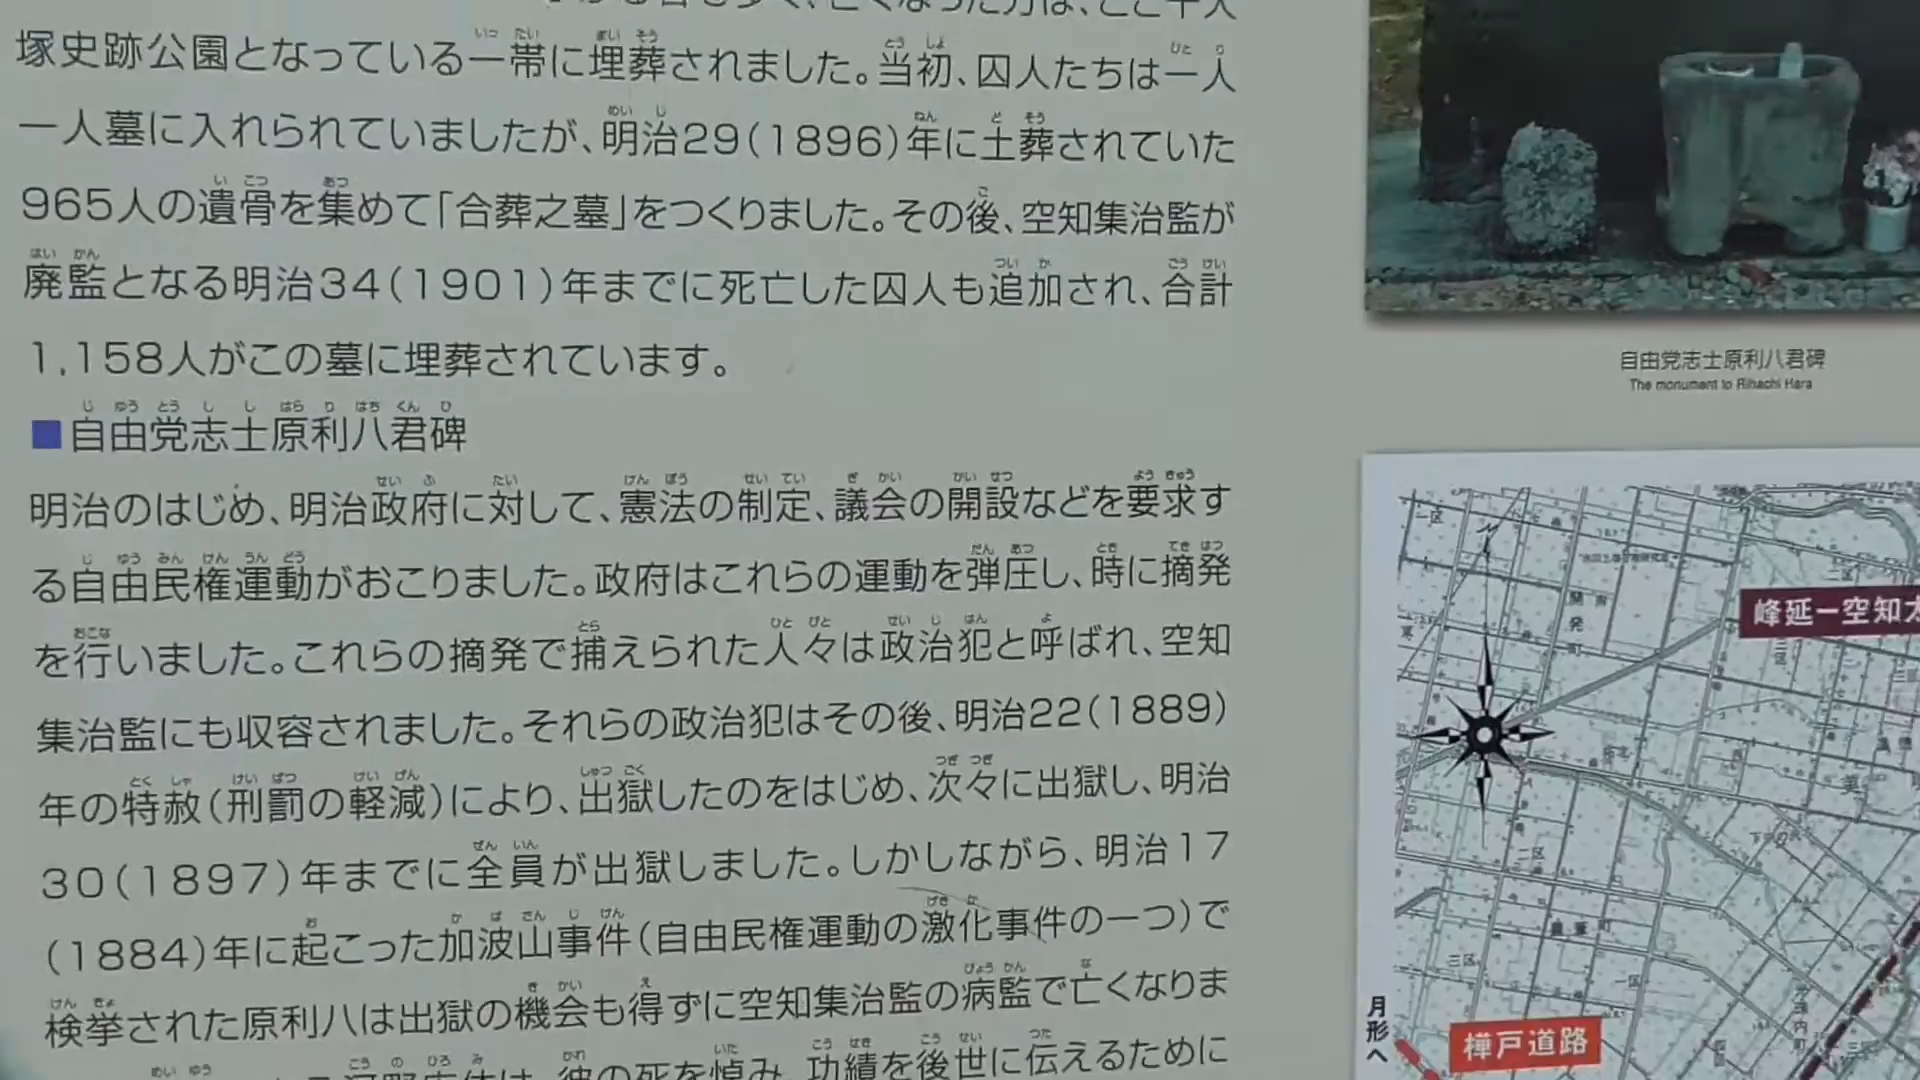 塚史跡公園となっている一帯に埋葬されました。当初、囚人たちは一人
一人墓に入れられていましたが、明治29(1896)年に土葬されていた
965人の遺骨を集めて「合葬之墓」をつくりました。その後、空知集治監が
廃監となる明治34(1901)年までに死亡した囚人も追加され、合計
1,158人がこの墓に埋葬されています。
■自由党志士原利八君碑
明治のはじめ、明治政府に対して、憲法の制定、議会の開設などを要求す
る自由民権運動がおこりました。政府はこれらの運動を弾圧し、時に摘発
を行いました。これらの摘発で捕えられた人々は政治犯と呼ばれ、空知
集治監にも収容されました。それらの政治犯はその後、明治22(1889)
年の特赦(刑罰の軽減)により、出獄したのをはじめ、次々に出獄し、明治
30(1897)年までに全員が出獄しました。しかしながら、明治17
(1884)年に起こった加波山事件(自由民権運動の激化事件の一つ)で
検挙された原利八は出獄の機会も得ずに空知集治監の病監で亡くなりま
は、彼の死を悼み、功績を後世に伝えるために
自由党志士原利八君碑
The monument to Rihachi Hara
峰延ー空知太
樺戸道路
月形へ